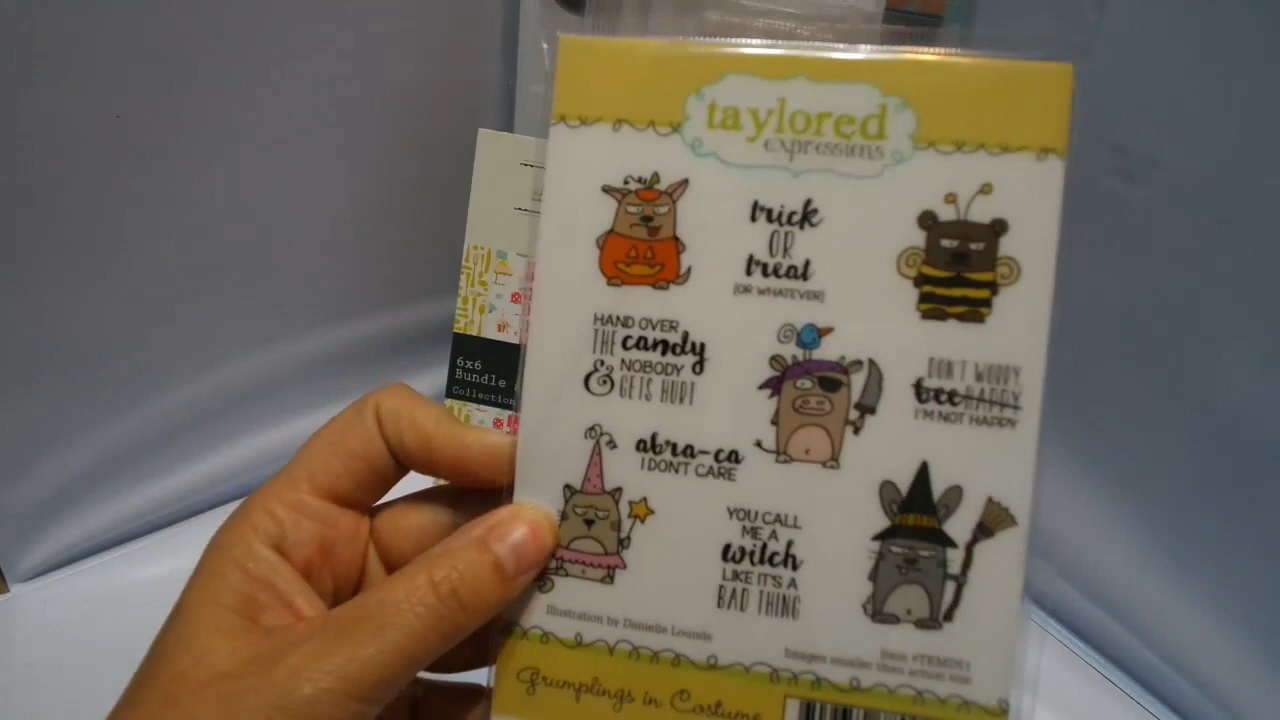 taylored
expressions
trick
OR
treat
(OR WHATEVER)
HAND OVER
THE candy
& NOBODY
GETS HURT
DON'T WORRY,
bee HAPPY
I'M NOT HAPPY
abra-ca
I DON'T CARE
YOU CALL
ME A
witch
LIKE IT'S A
BAD THING
Illustration by Danielle Lounds
Images smaller then actual size
Grumplings in Costume
6x6
Bundle
Collection